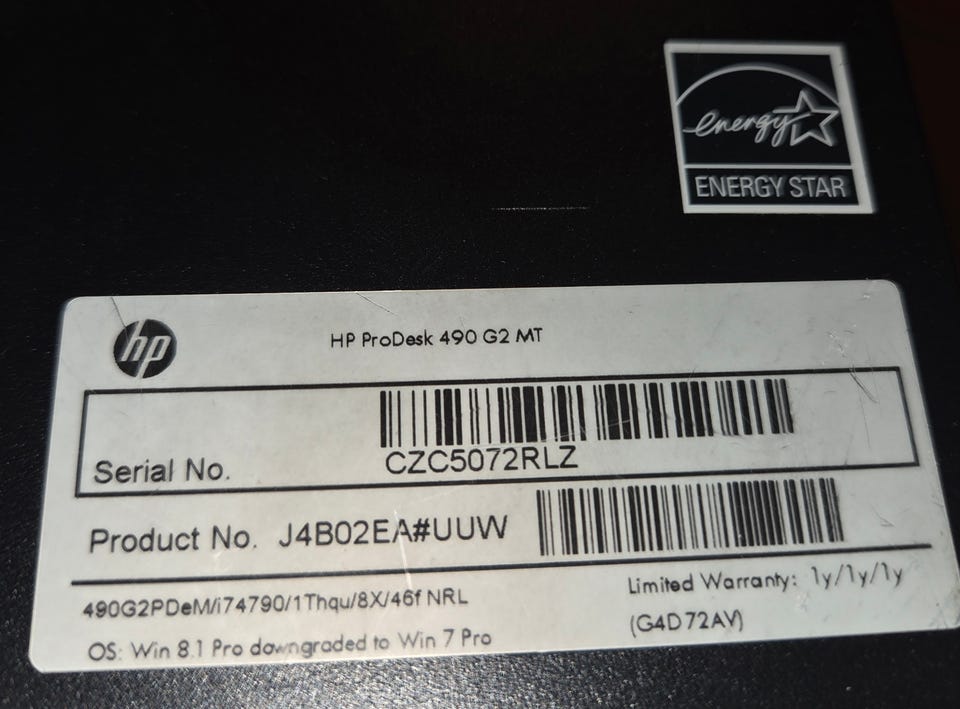 energy
ENERGY STAR
hp
HP ProDesk 490 G2 MT
Serial No.
CZC5072RLZ
Product No. J4B02EA#UUW
490G2PDeM/i74790/1Thqu/8X/46f NRL
Limited Warranty: 1y/1y/1y
OS: Win 8.1 Pro downgraded to Win 7 Pro
(G4D72AV)